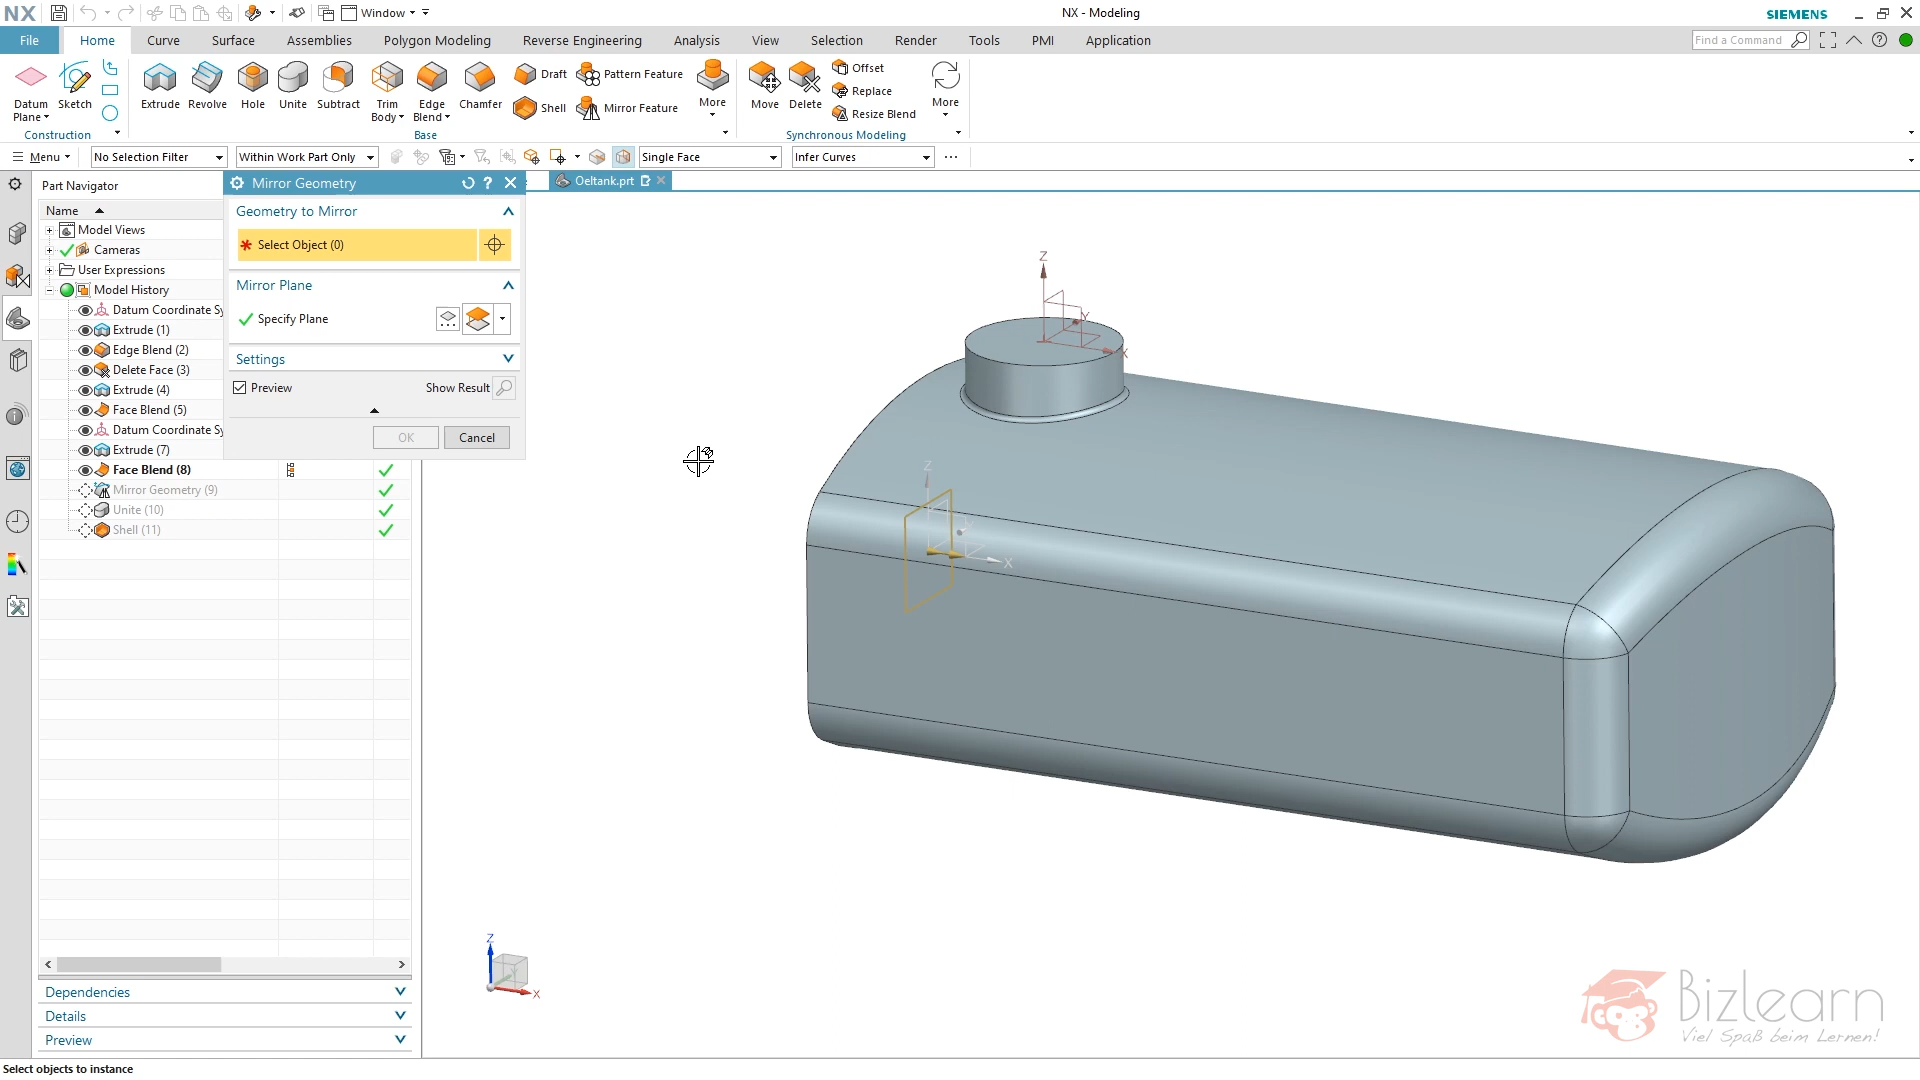 NX
Window
NX - Modeling
SIEMENS
File
Home
Curve
Surface
Assemblies
Polygon Modeling
Reverse Engineering
Analysis
View
Selection
Render
Tools
PMI
Application
Find a Command
Datum Plane
Sketch
Extrude
Revolve
Hole
Unite
Subtract
Trim Body
Edge Blend
Chamfer
Draft
Shell
Pattern Feature
Mirror Feature
More
Move
Delete
Offset
Replace
Resize Blend
More
Construction
Base
Synchronous Modeling
Menu
No Selection Filter
Within Work Part Only
Single Face
Infer Curves
Part Navigator
Name
Model Views
Cameras
User Expressions
Model History
Datum Coordinate Sy
Extrude (1)
Edge Blend (2)
Delete Face (3)
Extrude (4)
Face Blend (5)
Datum Coordinate Sy
Extrude (7)
Face Blend (8)
Mirror Geometry (9)
Unite (10)
Shell (11)
Mirror Geometry
Geometry to Mirror
* Select Object (0)
Mirror Plane
Specify Plane
Settings
Preview
Show Result
OK
Cancel
Oeltank.prt
Z
Y
X
Z
X
Z
X
Dependencies
Details
Preview
Select objects to instance
Bizlearn
Viel Spaß beim Lernen!